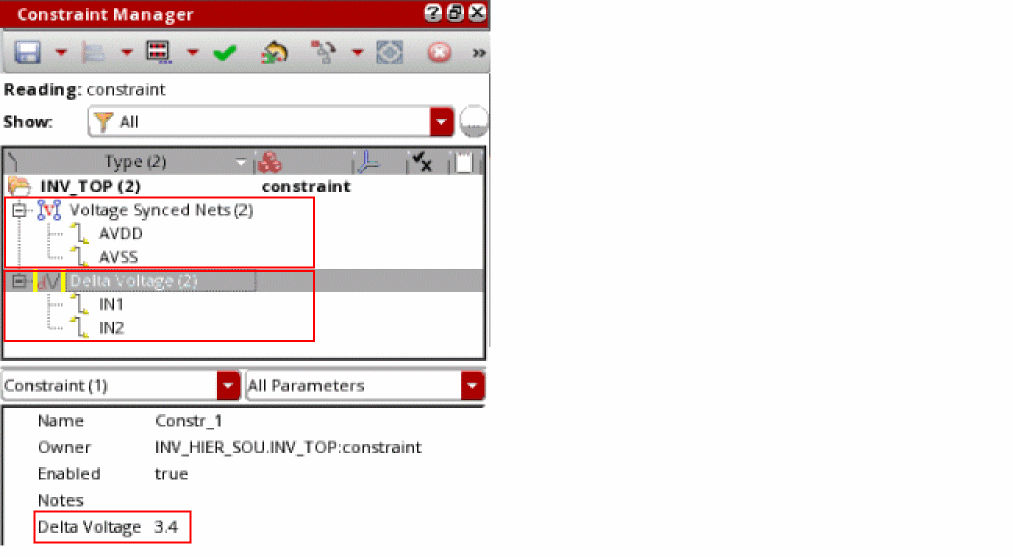 Constraint Manager
Reading: constraint
Show: All
Type (2)
INV_TOP (2) constraint
Voltage Synced Nets (2)
AVDD
AVSS
Delta Voltage (2)
IN1
IN2
Constraint (1) All Parameters
Name Constr_1
Owner INV_HIER_SOU.INV_TOP:constraint
Enabled true
Notes
Delta Voltage 3.4